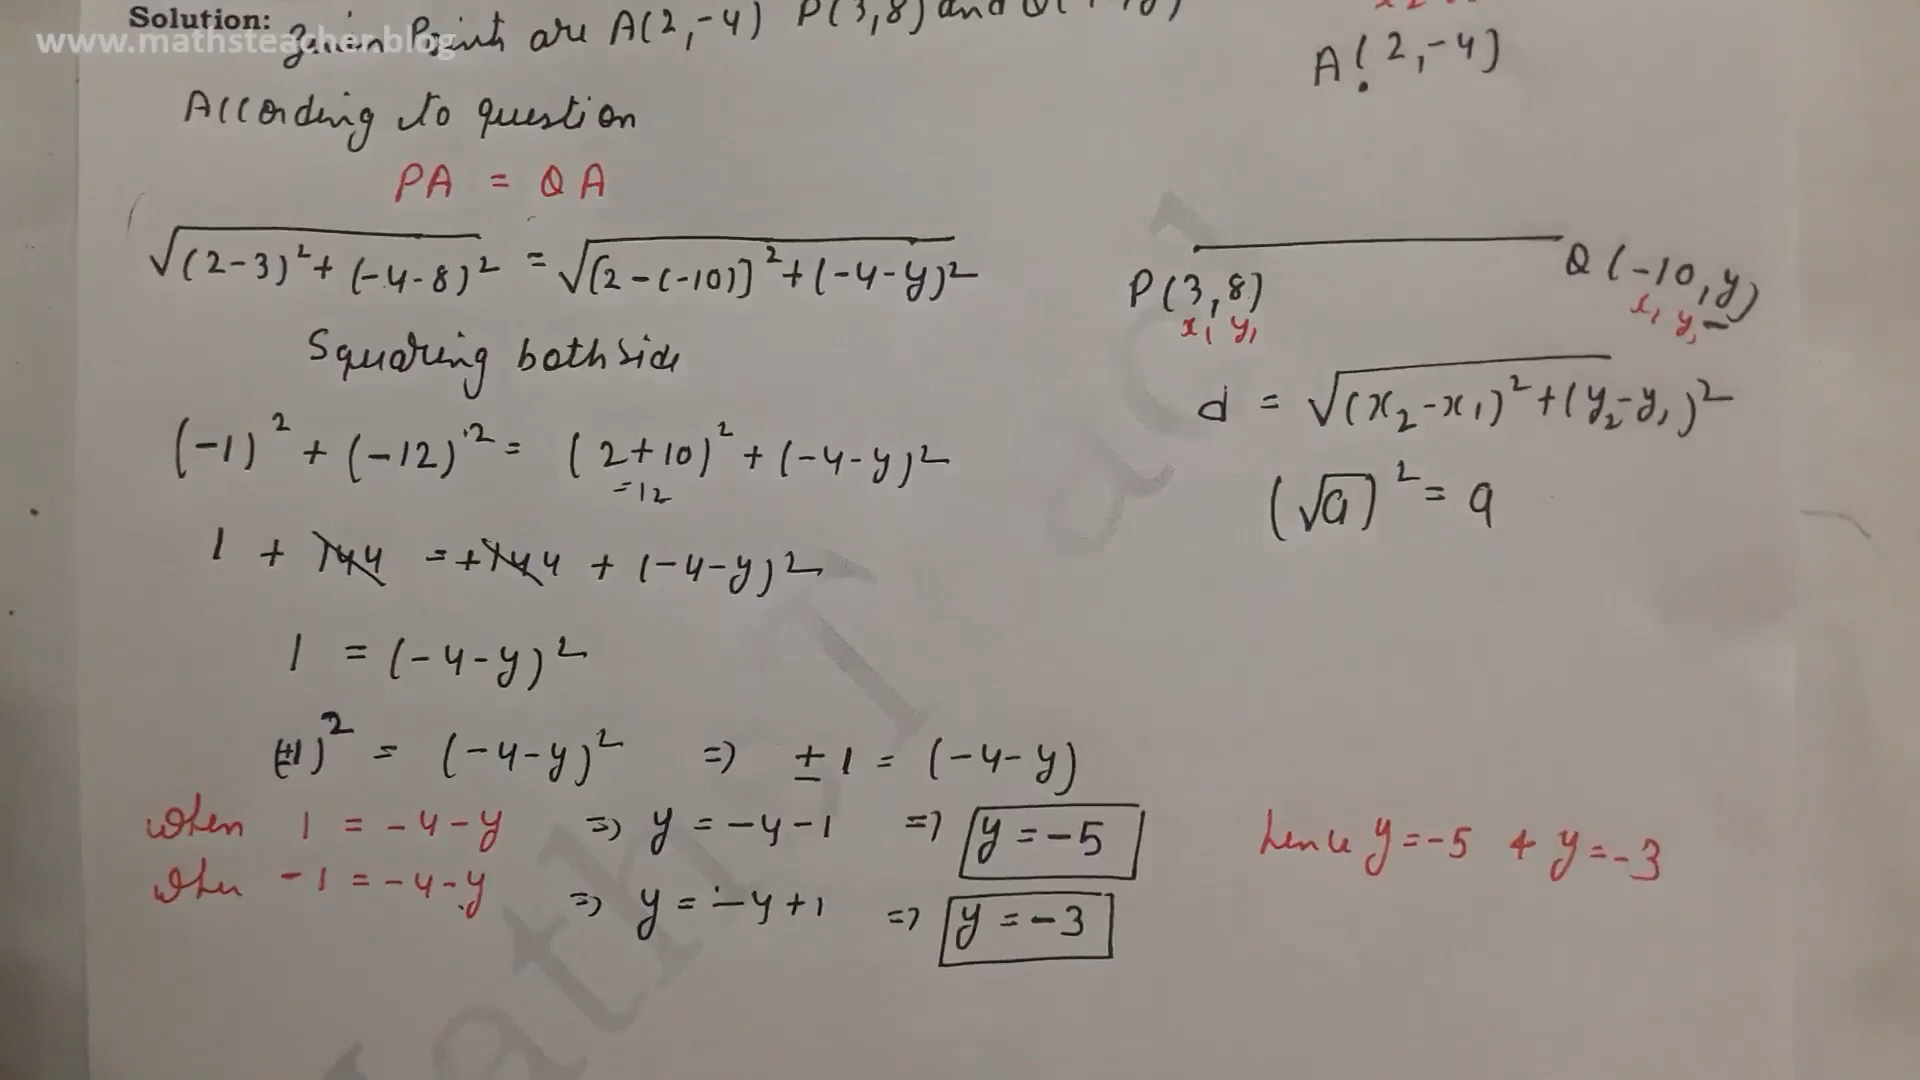 Solution: Given Points are A(2,-4) P(3,8) and
www.mathsteacher.blog
A(2,-4)
According to question
PA = QA
√(2-3)²+(-4-8)² = √[2-(-10)]²+(-4-y)²
P(3,8)
x₁ y₁
Q(-10,y)
x₁ y₁
Squaring both side
d = √(x₂-x₁)²+(y₂-y₁)²
(-1)² + (-12)² = (2+10)² + (-4-y)²
=12
(√a)² = a
1 + 144 = +144 + (-4-y)²
1 = (-4-y)²
(±1)² = (-4-y)² => ±1 = (-4-y)
when 1 = -4-y => y = -4-1 => y = -5
when -1 = -4-y => y = -4+1 => y = -3
hence y = -5 & y = -3